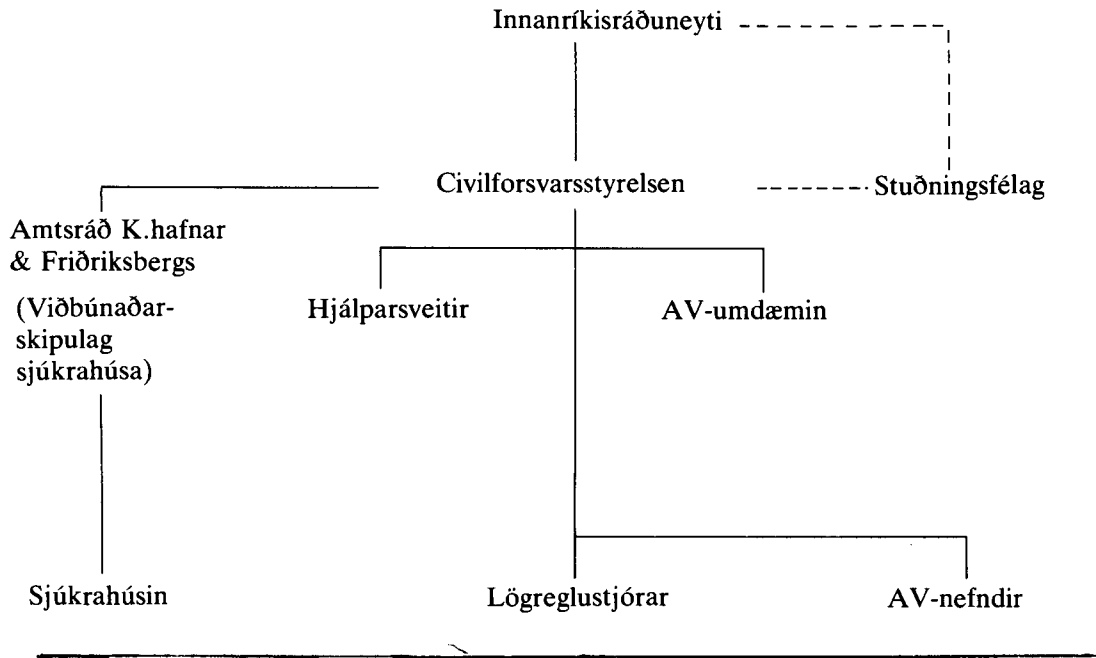 Innanríkisráðuneyti
Civilforsvarsstyrelsen
Stuðningsfélag
Amtsráð K.hafnar
& Friðriksbergs
(Viðbúnaðar-
skipulag
sjúkrahúsa)
Hjálparsveitir
AV-umdæmin
Sjúkrahúsin
Lögreglustjórar
AV-nefndir